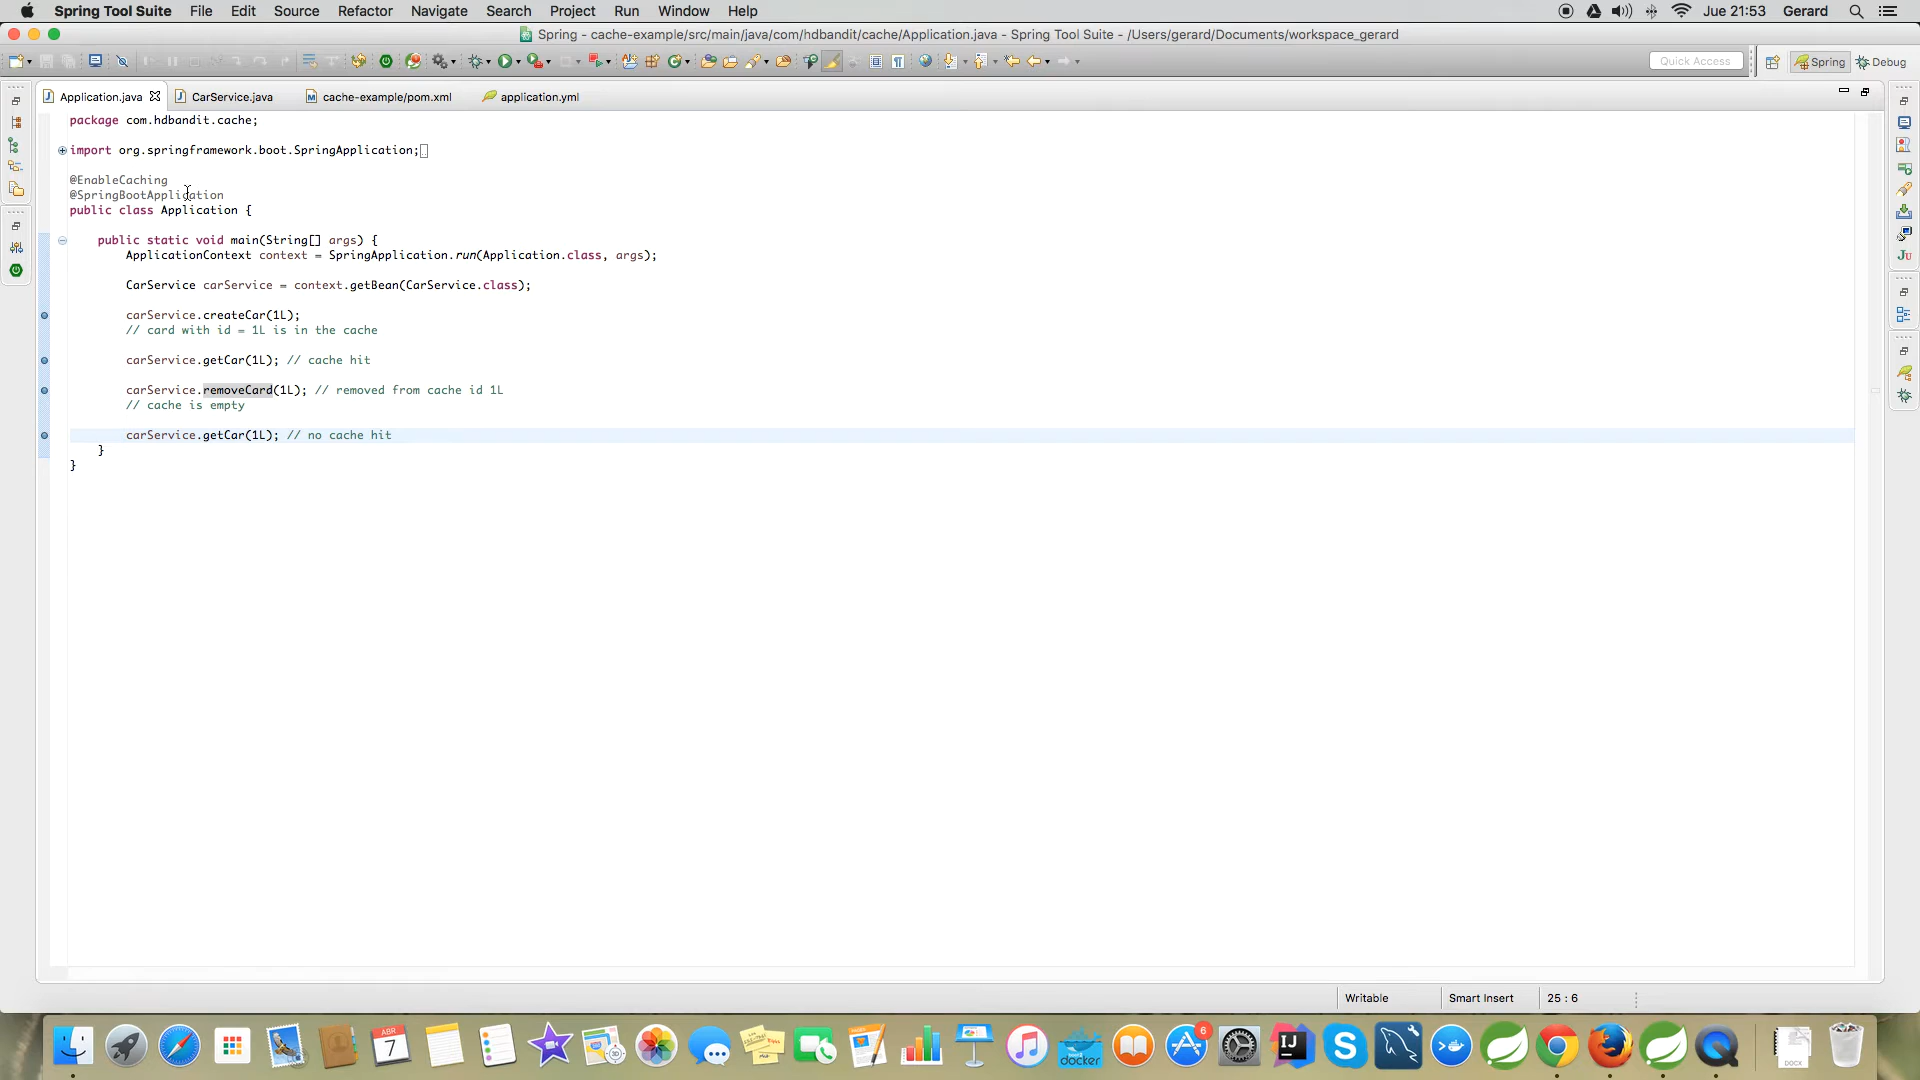 Spring Tool Suite File Edit Source Refactor Navigate Search Project Run Window Help Jue 21:53 Gerard
Spring - cache-example/src/main/java/com/hdbandit/cache/Application.java - Spring Tool Suite - /Users/gerard/Documents/workspace_gerard
Quick Access Spring Debug
Application.java CarService.java cache-example/pom.xml application.yml
package com.hdbandit.cache;
import org.springframework.boot.SpringApplication;
@EnableCaching
@SpringBootApplication
public class Application {
public static void main(String[] args) {
ApplicationContext context = SpringApplication.run(Application.class, args);
CarService carService = context.getBean(CarService.class);
carService.createCar(1L);
// card with id = 1L is in the cache
carService.getCar(1L); // cache hit
carService.removeCard(1L); // removed from cache id 1L
// cache is empty
carService.getCar(1L); // no cache hit
}
}
Writable Smart Insert 25 : 6
ABR
7
3D
docker
6
IJ
S
DOCX